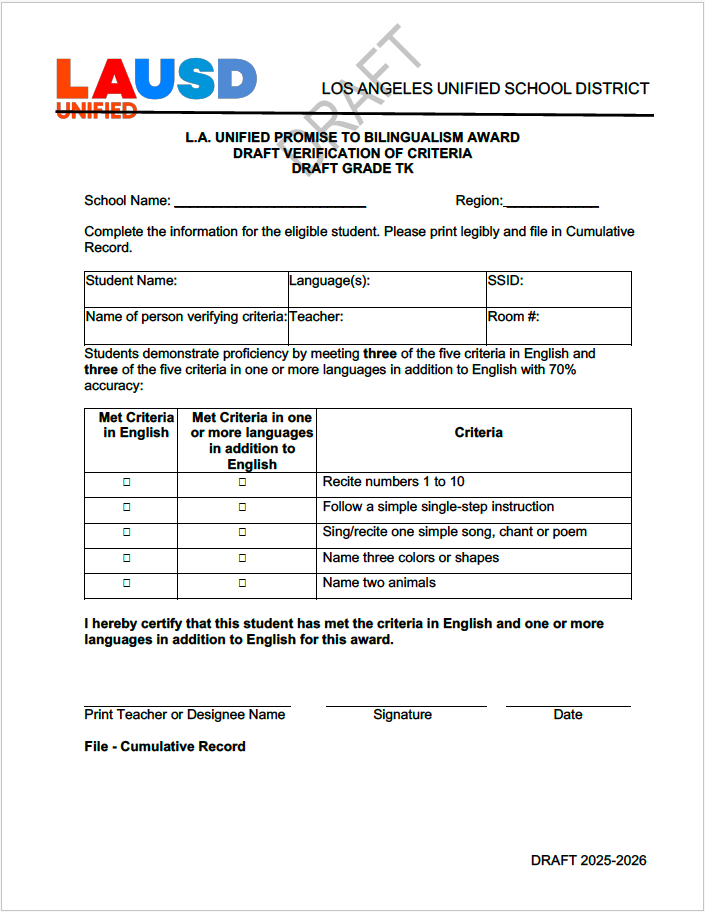 LAUSD
UNIFIED
LOS ANGELES UNIFIED SCHOOL DISTRICT
DRAFT
L.A. UNIFIED PROMISE TO BILINGUALISM AWARD
DRAFT VERIFICATION OF CRITERIA
DRAFT GRADE TK
School Name: ________________________ Region:____________
Complete the information for the eligible student. Please print legibly and file in Cumulative
Record.
Student Name: Language(s): SSID:
Name of person verifying criteria: Teacher: Room #:
Students demonstrate proficiency by meeting three of the five criteria in English and
three of the five criteria in one or more languages in addition to English with 70%
accuracy:
Met Criteria
in English
Met Criteria in one
or more languages
in addition to
English
Criteria
☐ ☐ Recite numbers 1 to 10
☐ ☐ Follow a simple single-step instruction
☐ ☐ Sing/recite one simple song, chant or poem
☐ ☐ Name three colors or shapes
☐ ☐ Name two animals
I hereby certify that this student has met the criteria in English and one or more
languages in addition to English for this award.
Print Teacher or Designee Name Signature Date
File - Cumulative Record
DRAFT 2025-2026